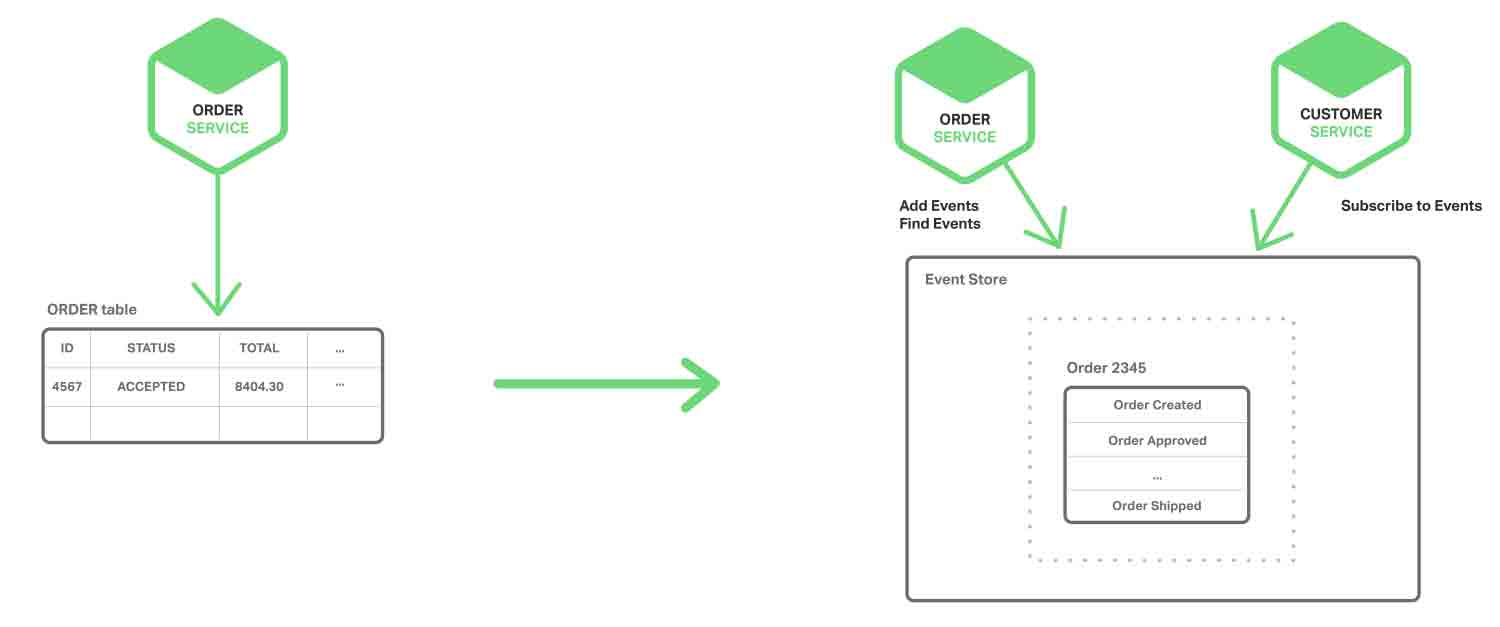 ORDER
SERVICE
ORDER table
ID STATUS TOTAL ...
4567 ACCEPTED 8404.30 ...
ORDER
SERVICE
CUSTOMER
SERVICE
Add Events
Find Events
Subscribe to Events
Event Store
Order 2345
Order Created
Order Approved
...
Order Shipped